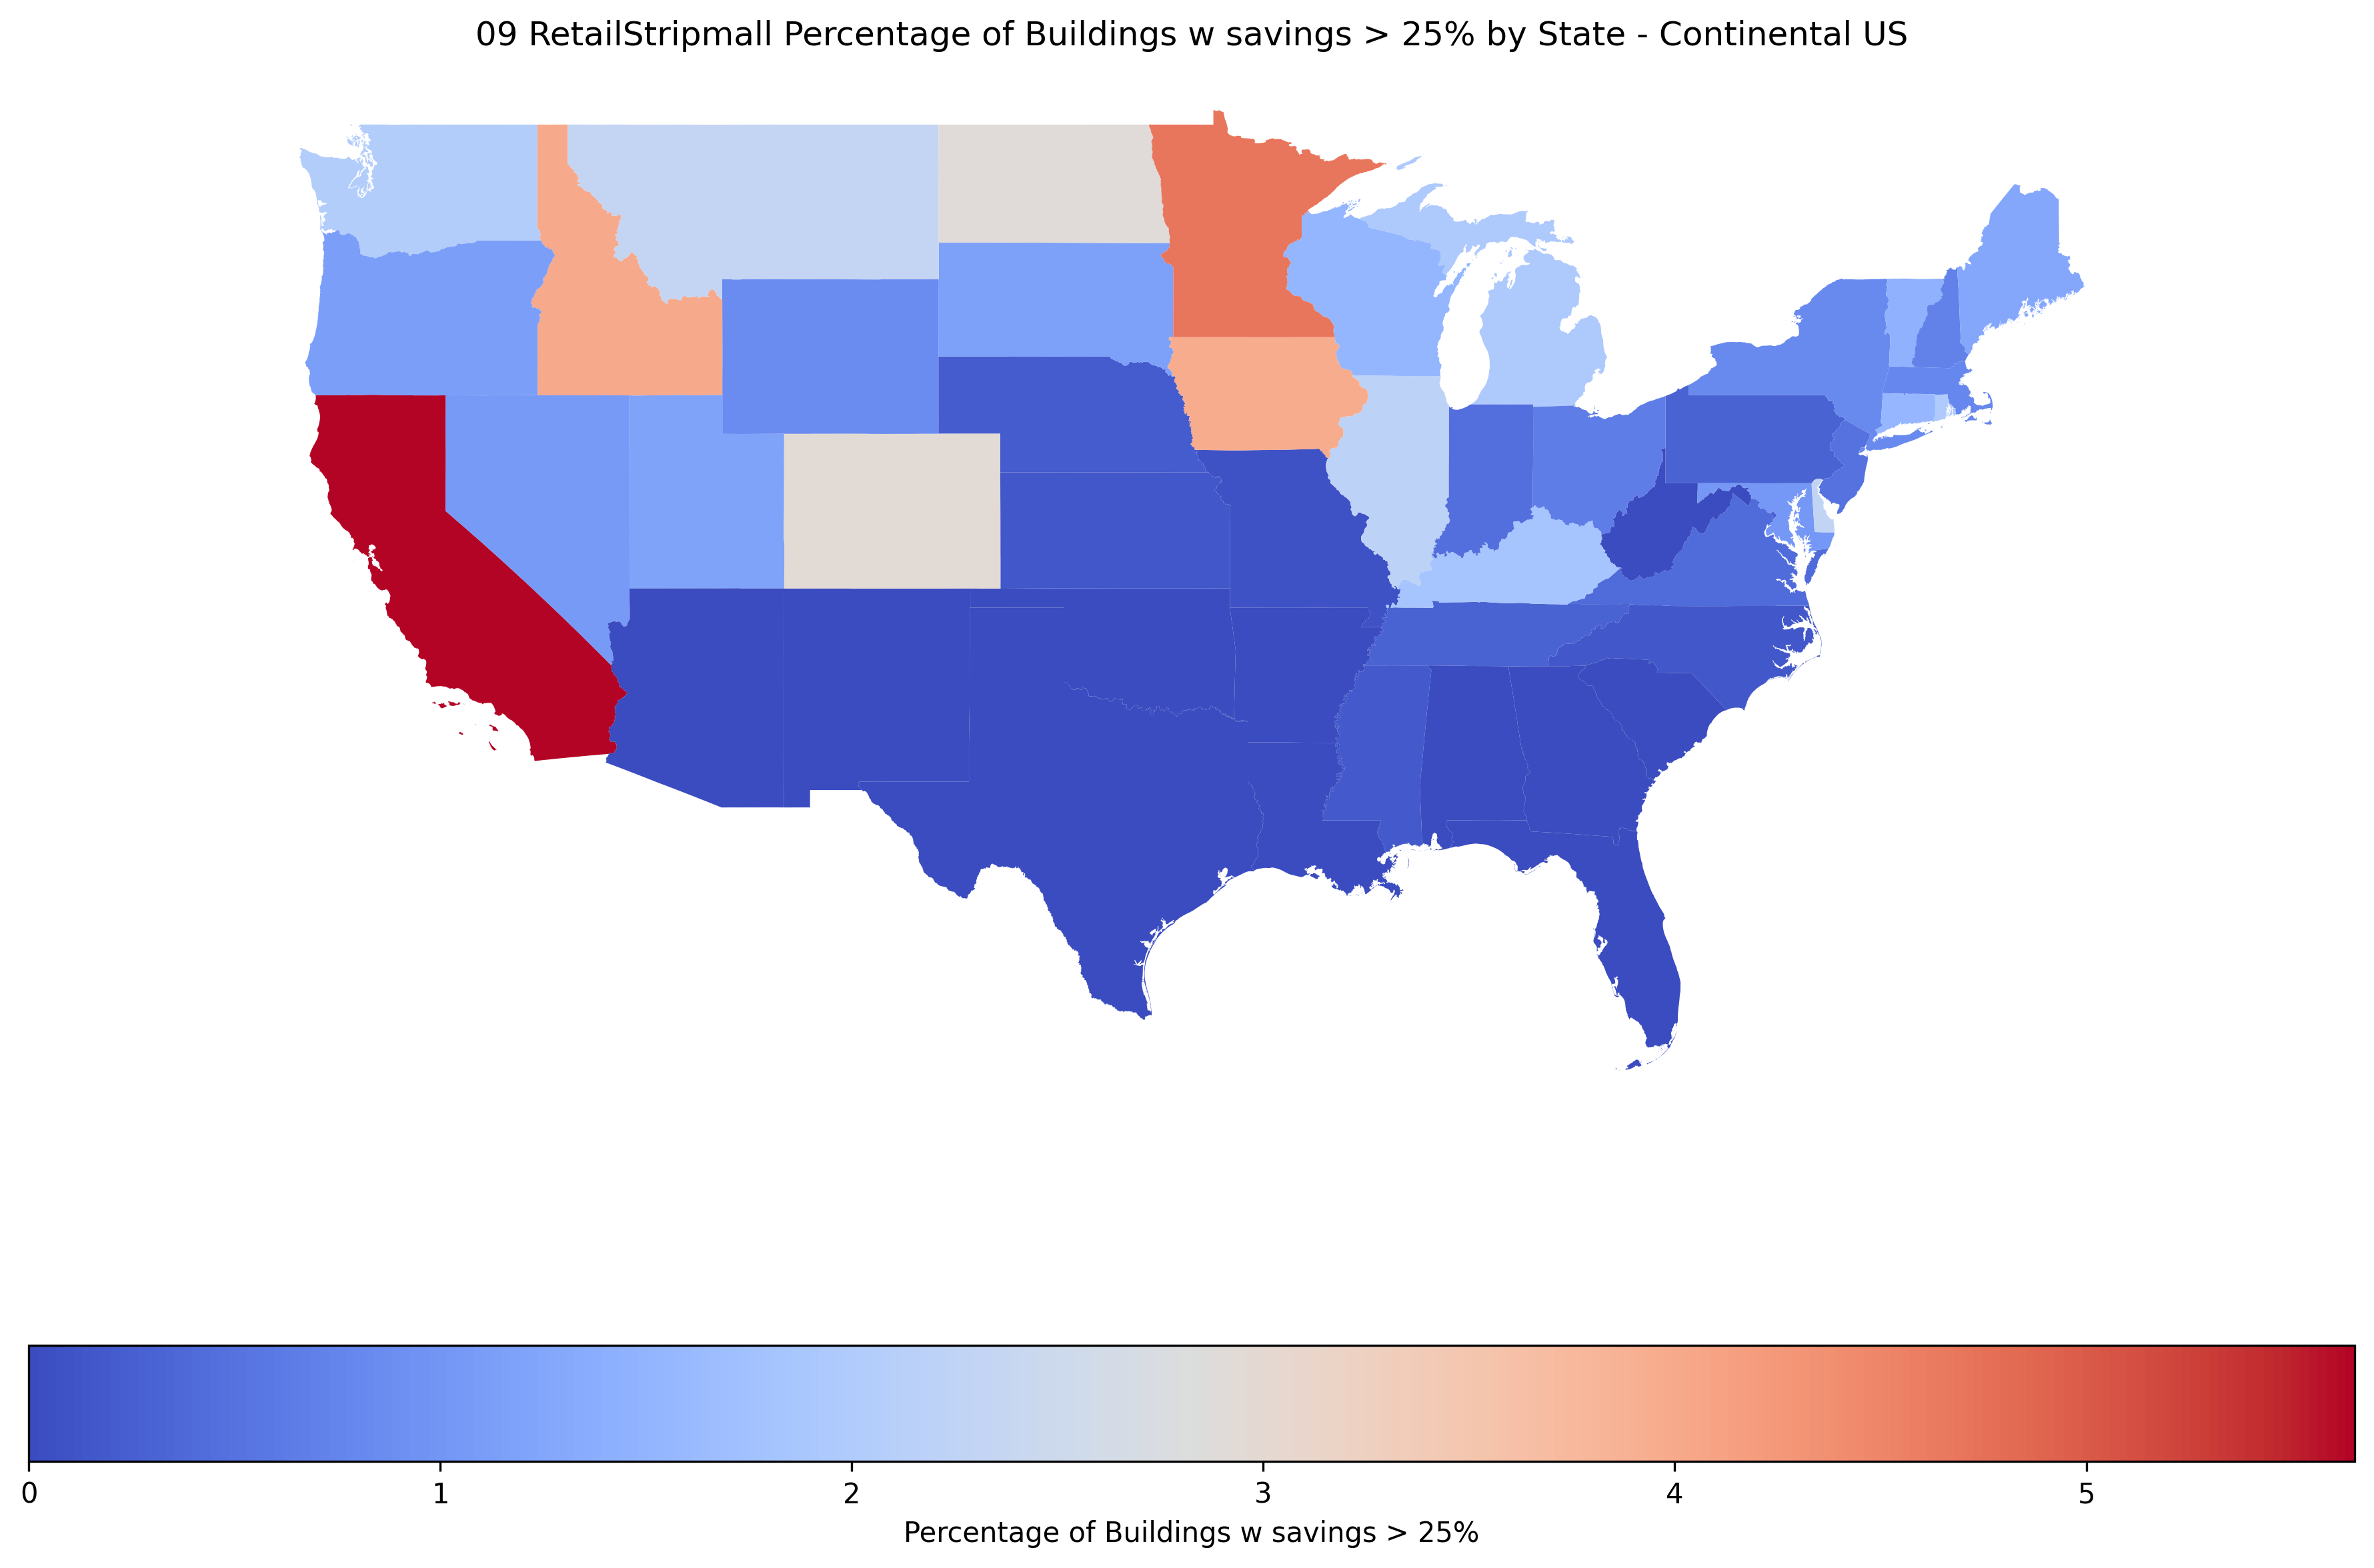 09 RetailStripmall Percentage of Buildings w savings > 25% by State - Continental US
0 1 2 3 4 5
Percentage of Buildings w savings > 25%